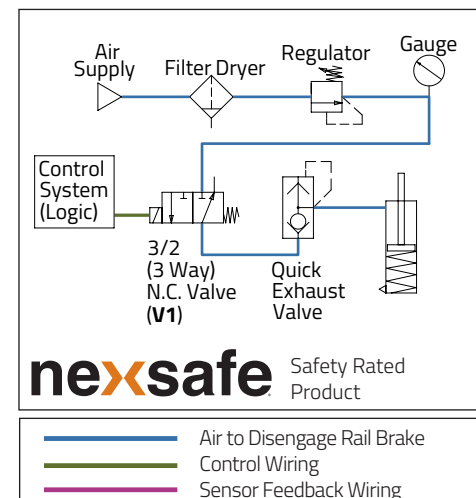 Air
Supply
Filter Dryer
Regulator
Gauge
Control
System
(Logic)
3/2
(3 Way)
N.C. Valve
(V1)
Quick
Exhaust
Valve
nexsafe
Safety Rated
Product
Air to Disengage Rail Brake
Control Wiring
Sensor Feedback Wiring